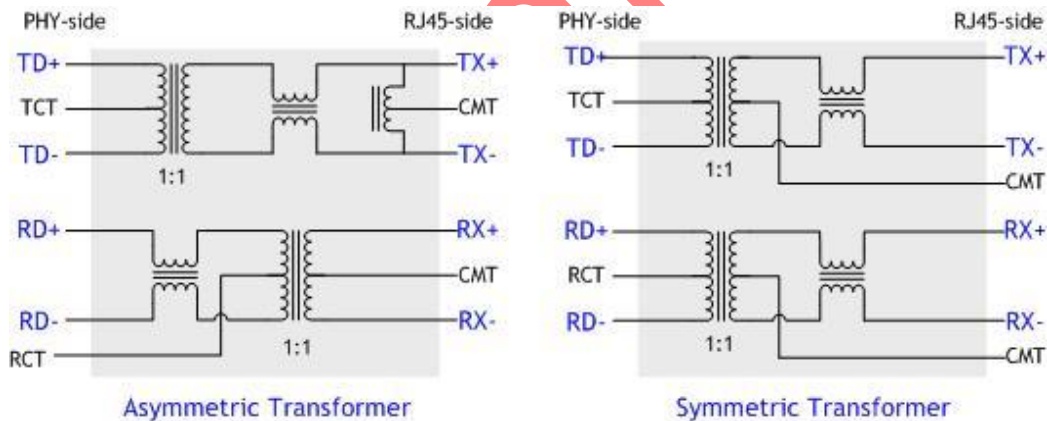 PHY-side RJ45-side
TD+ TX+
TCT CMT
TD- TX-
1:1
RD+ RX+
CMT
RD- RX-
RCT 1:1
Asymmetric Transformer
PHY-side RJ45-side
TD+ TX+
TCT
TD- TX-
1:1 CMT
RD+ RX+
RCT
RD- RX-
1:1 CMT
Symmetric Transformer